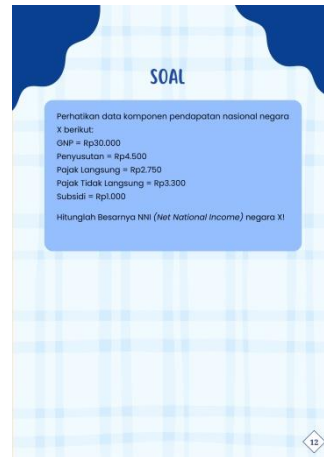 SOAL
Perhatikan data komponen pendapatan nasional negara
X berikut:
GNP = Rp30.000
Penyusutan = Rp4.500
Pajak Langsung = Rp2.750
Pajak Tidak Langsung = Rp3.300
Subsidi = Rp1.000
Hitunglah Besarnya NNI (Net National Income) negara X!
12